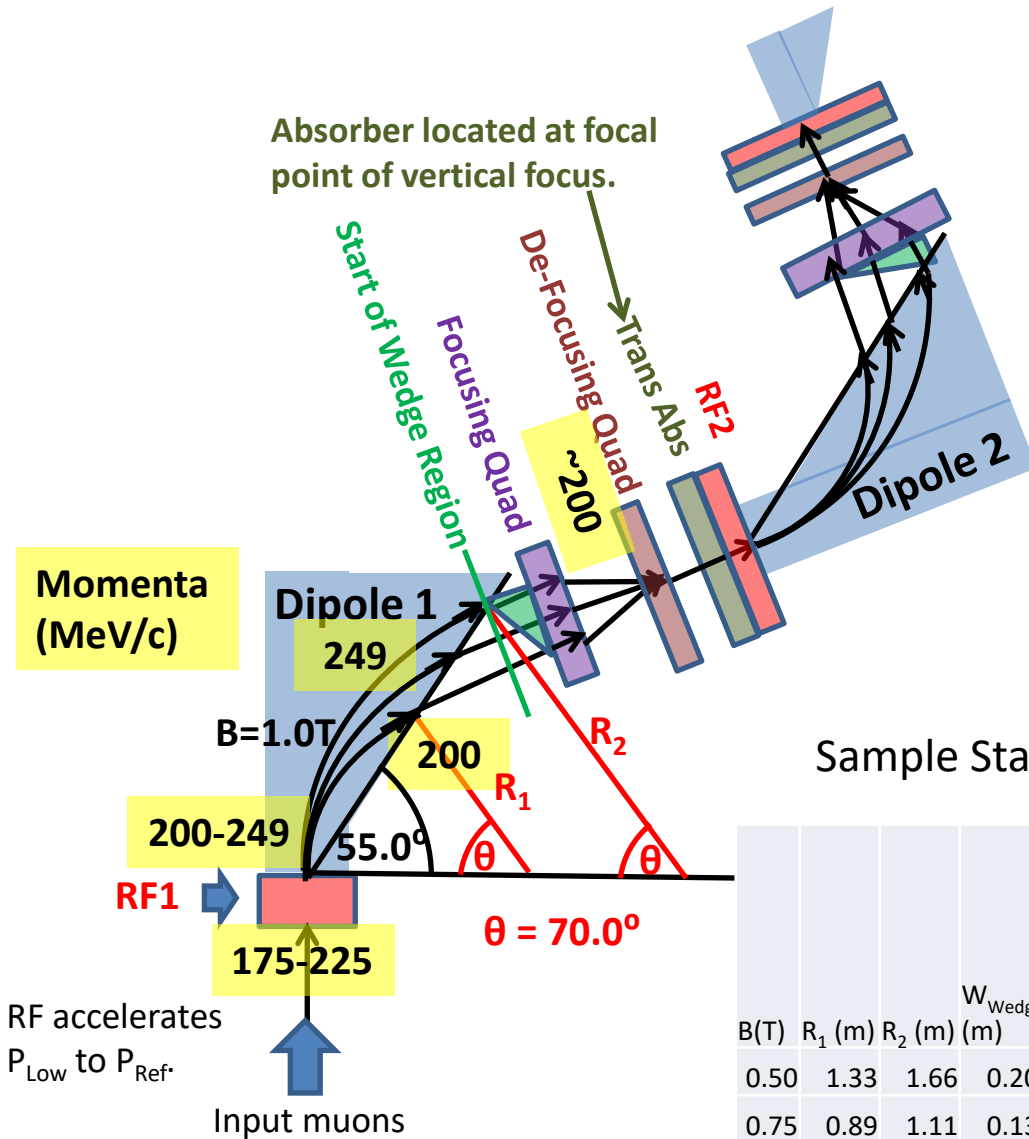 Absorber located at focal
point of vertical focus.
Start of Wedge Region
Focusing Quad
De-Focusing Quad
Trans Abs
RF2
~200
Dipole 2
Momenta
(MeV/c)
Dipole 1
249
B=1.0T
200
R2
R1
Sample Sta
200-249
55.0⁰
θ
θ
RF1
θ = 70.0⁰
175-225
RF accelerates
PLow to PRef.
Input muons
WWedg
B(T) R1 (m) R2 (m) (m)
0.50 1.33 1.66 0.20
0.75 0.89 1.11 0.13